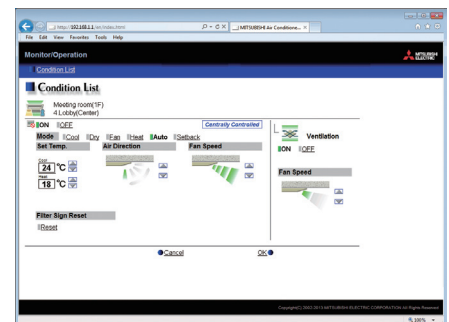 http://192.168.1.1/en/index.html
MITSUBISHI Air Conditione...
File Edit View Favorites Tools Help
Monitor/Operation
MITSUBISHI ELECTRIC
Condition List
Condition List
Meeting room(1F)
4.Lobby(Center)
ON OFF
Centrally Controlled
Mode Cool Dry Fan Heat Auto Setback
Set Temp. Air Direction Fan Speed
Cool
24 °C
Heat
18 °C
Ventilation
ON OFF
Fan Speed
Filter Sign Reset
Reset
Cancel OK
Copyright(C) 2003-2013 MITSUBISHI ELECTRIC CORPORATION All Rights Reserved
100%